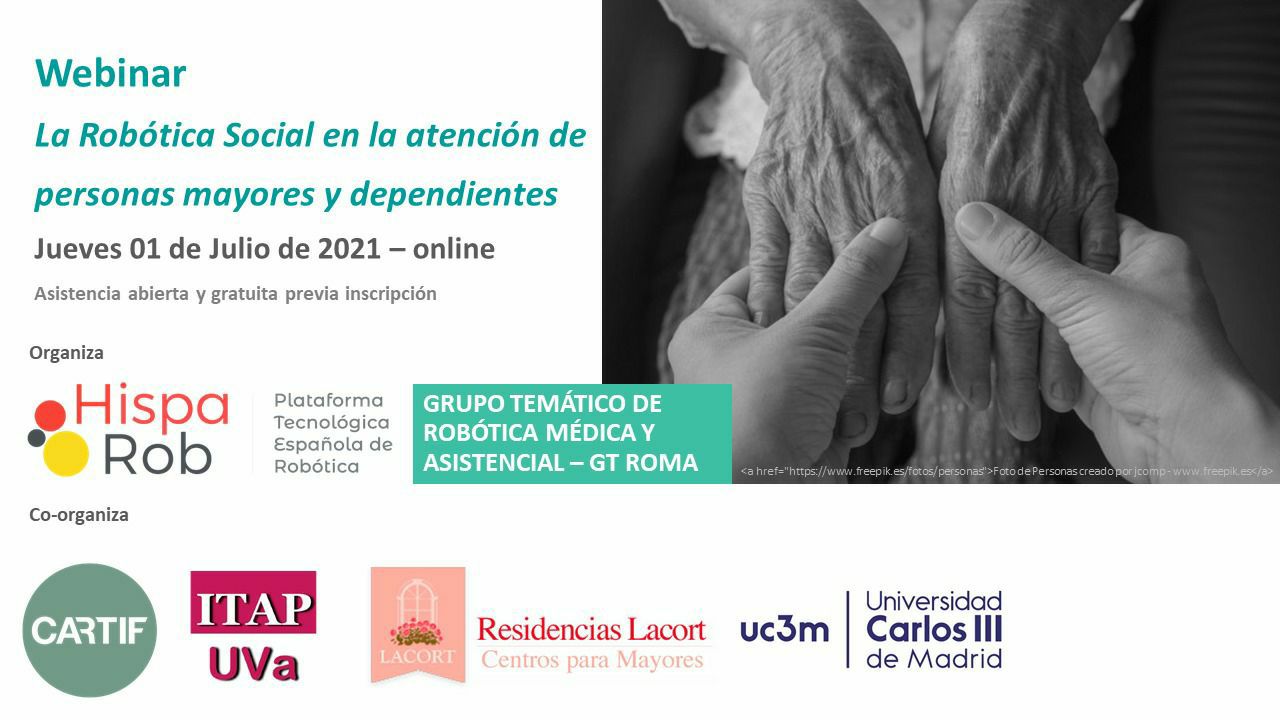 Webinar
La Robótica Social en la atención de
personas mayores y dependientes
Jueves 01 de Julio de 2021 – online
Asistencia abierta y gratuita previa inscripción
Organiza
Hispa
Rob
Plataforma
Tecnológica
Española de
Robótica
GRUPO TEMÁTICO DE
ROBÓTICA MÉDICA Y
ASISTENCIAL – GT ROMA
<a href="https://www.freepik.es/fotos/personas">Foto de Personas creado por jcomp - www.freepik.es</a>
Co-organiza
CARTIF
ITAP
UVa
LACORT
Residencias Lacort
Centros para Mayores
uc3m
Universidad
Carlos III
de Madrid